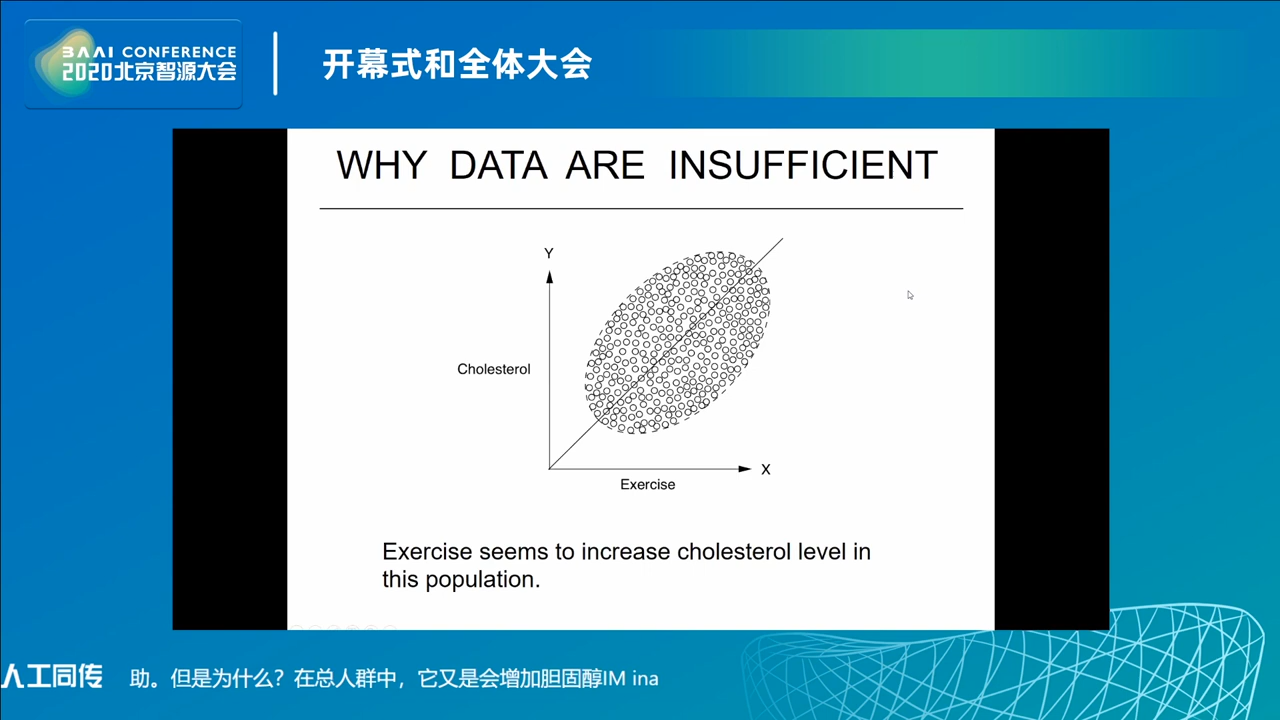 BAAI CONFERENCE
2020北京智源大会
开幕式和全体大会
WHY DATA ARE INSUFFICIENT
Y
Cholesterol
X
Exercise
Exercise seems to increase cholesterol level in
this population.
人工同传
助。但是为什么？在总人群中，它又是会增加胆固醇IM ina